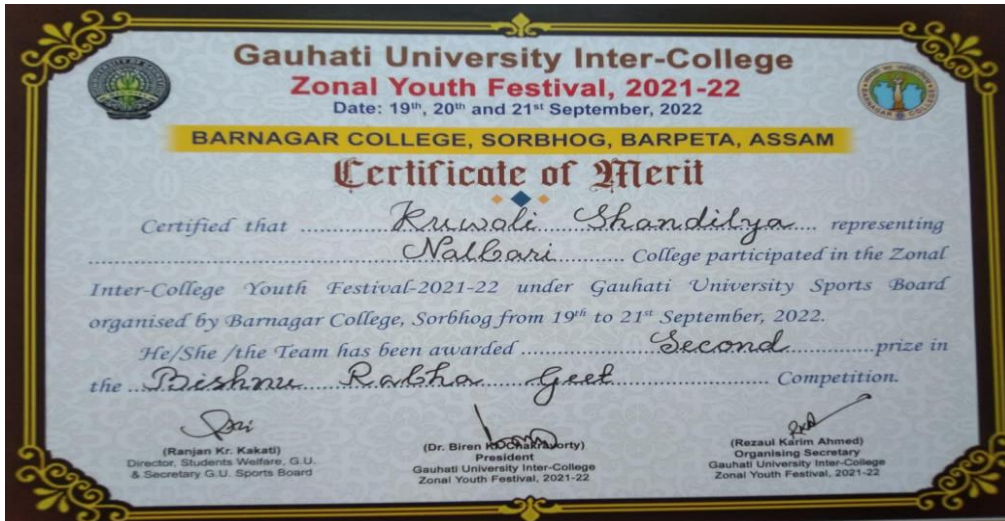 Gauhati University Inter-College
Zonal Youth Festival, 2021-22
Date: 19th, 20th and 21st September, 2022
BARNAGAR COLLEGE, SORBHOG, BARPETA, ASSAM
Certificate of Merit
Certified that ............ Kuwoli Shandilya .... representing
............ Nalbari ............ College participated in the Zonal
Inter-College Youth Festival-2021-22 under Gauhati University Sports Board
organised by Barnagar College, Sorbhog from 19th to 21st September, 2022.
He/She /the Team has been awarded ............ Second ............ prize in
the ... Bishnu Rabha Geet ............ Competition.
(Ranjan Kr. Kakati)
Director, Students Welfare, G.U.
& Secretary G.U. Sports Board
(Dr. Biren Kr. Chakravorty)
President
Gauhati University Inter-College
Zonal Youth Festival, 2021-22
(Rezaul Karim Ahmed)
Organising Secretary
Gauhati University Inter-College
Zonal Youth Festival, 2021-22